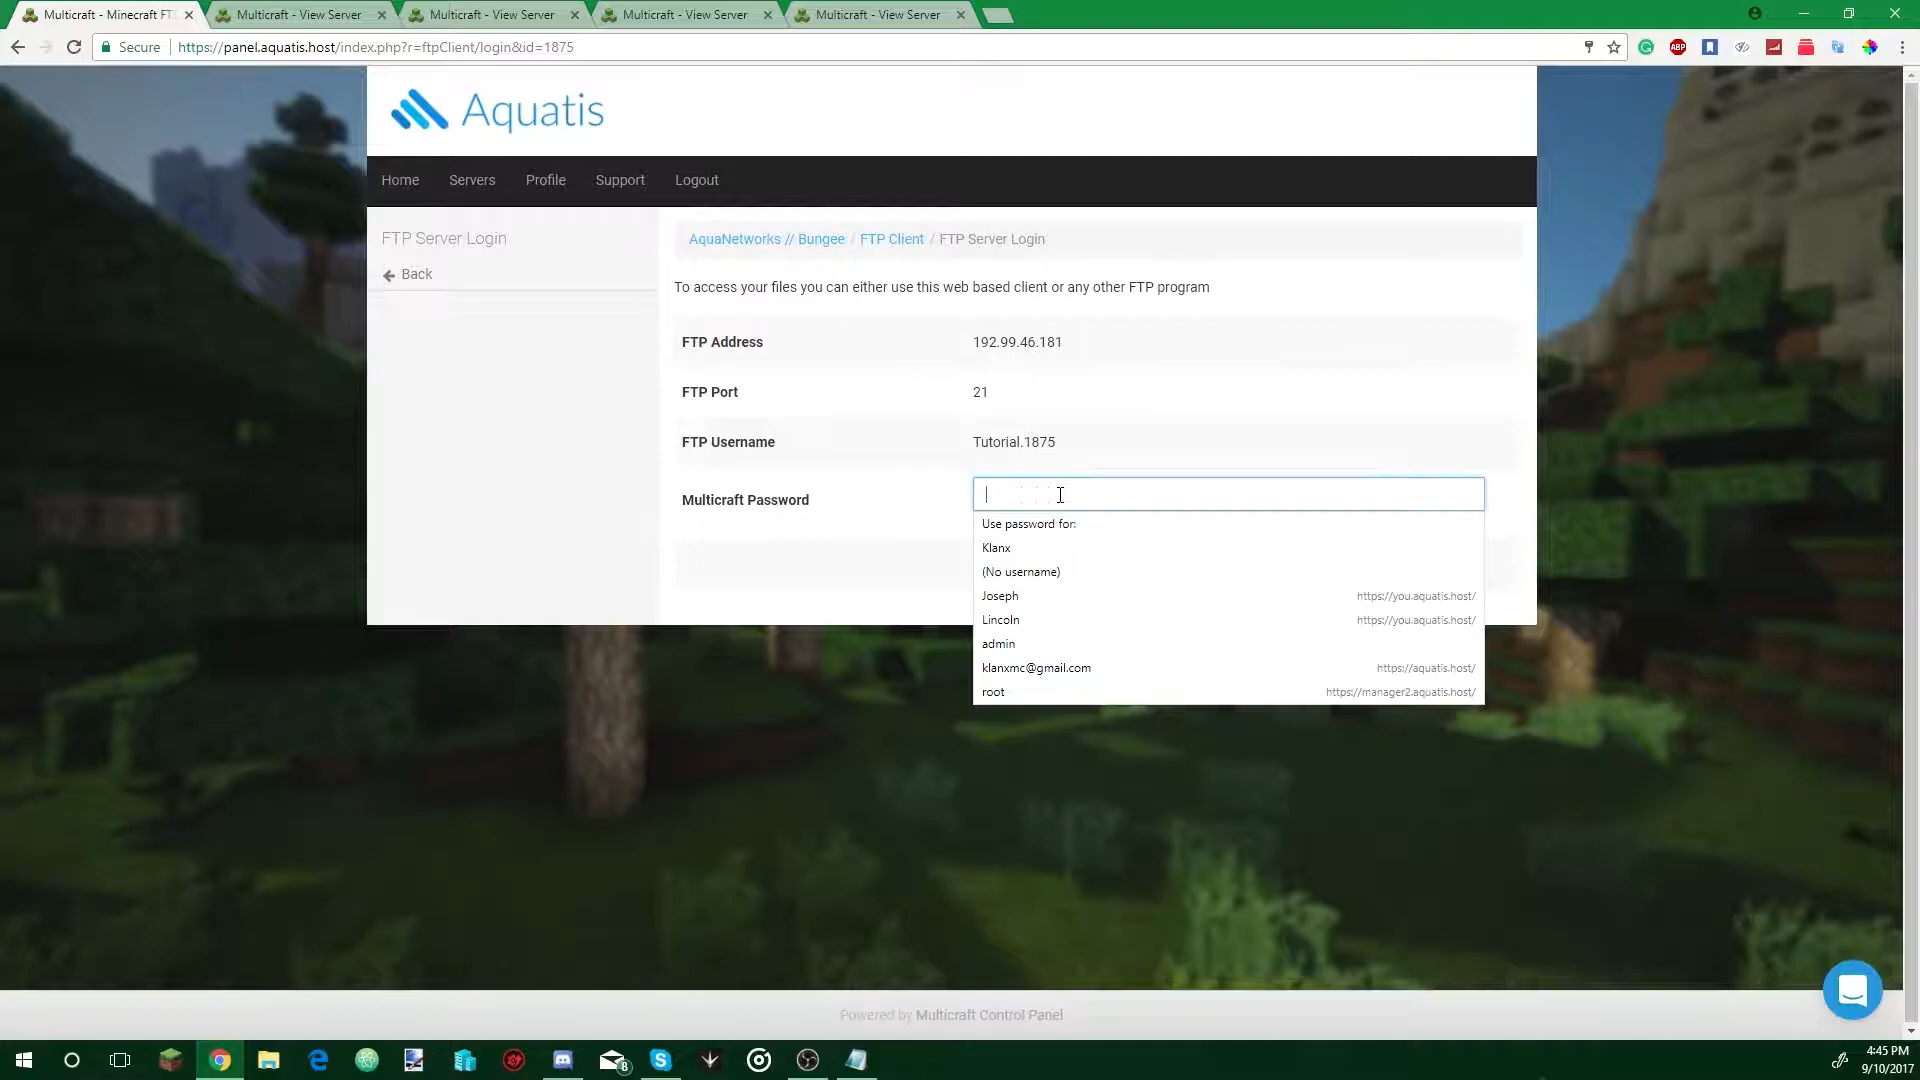 Multicraft - Minecraft FT
Multicraft - View Server
Multicraft - View Server
Multicraft - View Server
Multicraft - View Server
Secure
https://panel.aquatis.host/index.php?r=ftpClient/login&id=1875
ABP
Aquatis
Home Servers Profile Support Logout
FTP Server Login
Back
AquaNetworks // Bungee / FTP Client / FTP Server Login
To access your files you can either use this web based client or any other FTP program
FTP Address 192.99.46.181
FTP Port 21
FTP Username Tutorial.1875
Multicraft Password
Use password for:
Klanx
(No username)
Joseph https://you.aquatis.host/
Lincoln https://you.aquatis.host/
admin
klanxmc@gmail.com https://aquatis.host/
root https://manager2.aquatis.host/
Powered by Multicraft Control Panel
8
4:45 PM
9/10/2017